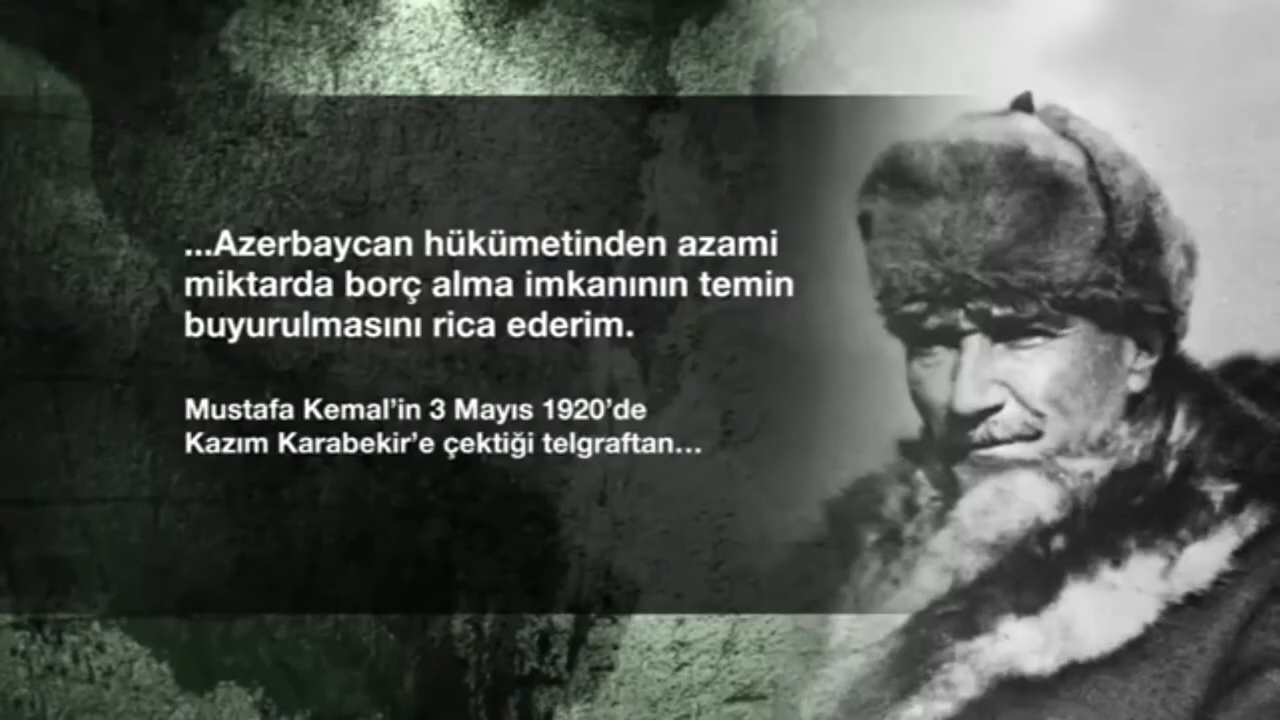 ...Azerbaycan hükümetinden azami
miktarda borç alma imkanının temin
buyurulmasını rica ederim.
Mustafa Kemal’in 3 Mayıs 1920’de
Kazım Karabekir’e çektiği telgraftan...